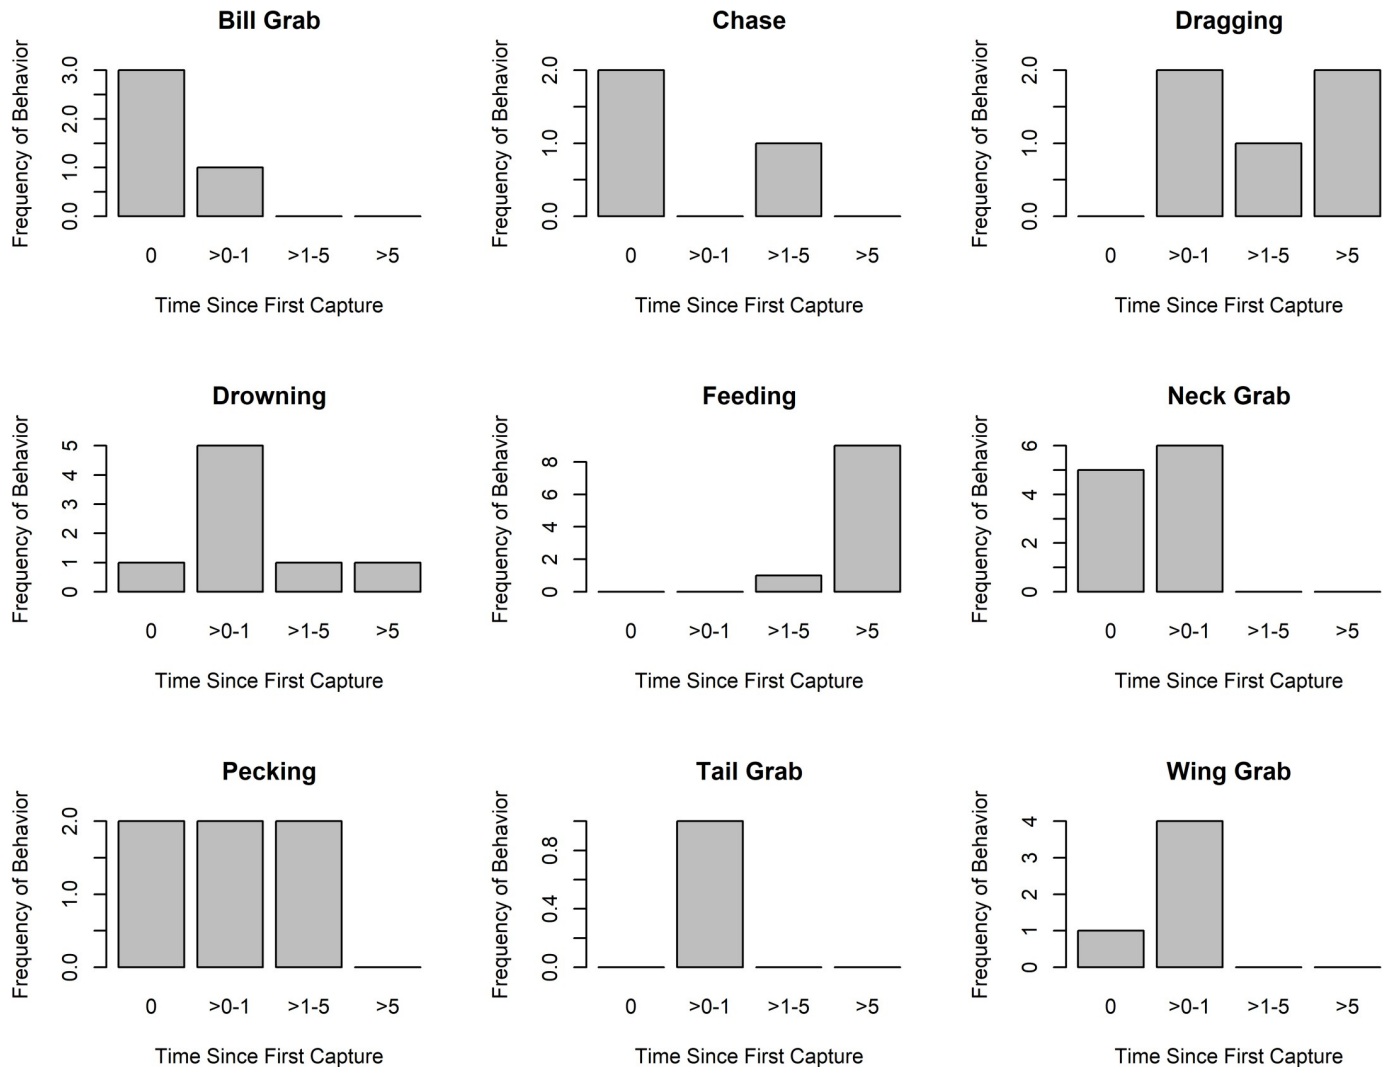 Bill Grab
Frequency of Behavior
3.0
2.0
1.0
0.0
0 >0-1 >1-5 >5
Time Since First Capture
Chase
Frequency of Behavior
2.0
1.0
0.0
0 >0-1 >1-5 >5
Time Since First Capture
Dragging
Frequency of Behavior
2.0
1.0
0.0
0 >0-1 >1-5 >5
Time Since First Capture
Drowning
Frequency of Behavior
5
4
3
2
1
0
0 >0-1 >1-5 >5
Time Since First Capture
Feeding
Frequency of Behavior
8
6
4
2
0
0 >0-1 >1-5 >5
Time Since First Capture
Neck Grab
Frequency of Behavior
6
4
2
0
0 >0-1 >1-5 >5
Time Since First Capture
Pecking
Frequency of Behavior
2.0
1.0
0.0
0 >0-1 >1-5 >5
Time Since First Capture
Tail Grab
Frequency of Behavior
0.8
0.4
0.0
0 >0-1 >1-5 >5
Time Since First Capture
Wing Grab
Frequency of Behavior
4
3
2
1
0
0 >0-1 >1-5 >5
Time Since First Capture